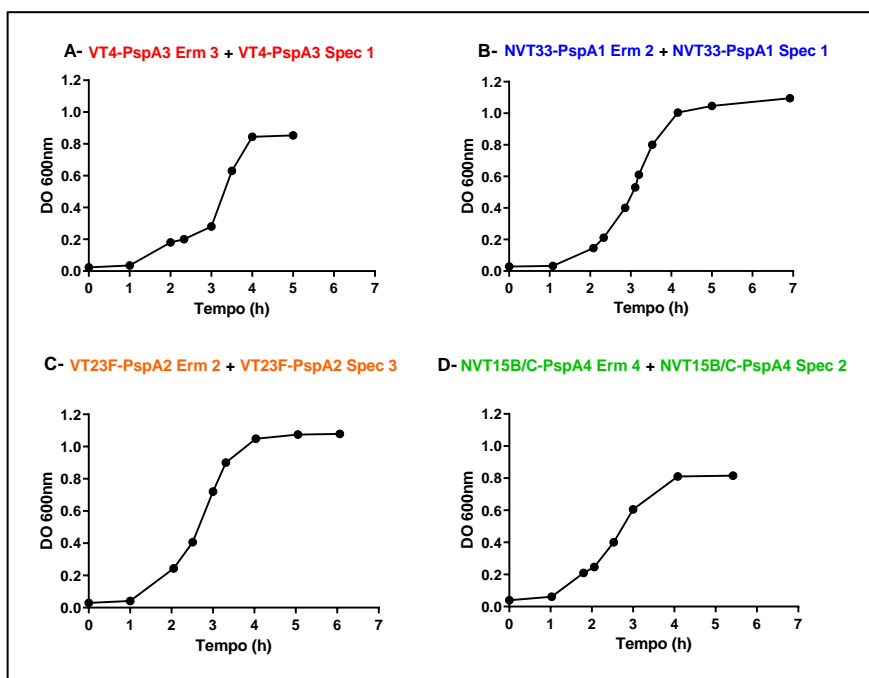 A- VT4-PspA3 Erm 3 + VT4-PspA3 Spec 1
1.2
1.0
0.8
0.6
0.4
0.2
0.0
DO 600nm
0 1 2 3 4 5 6 7
Tempo (h)
B- NVT33-PspA1 Erm 2 + NVT33-PspA1 Spec 1
1.2
1.0
0.8
0.6
0.4
0.2
0.0
DO 600nm
0 1 2 3 4 5 6 7
Tempo (h)
C- VT23F-PspA2 Erm 2 + VT23F-PspA2 Spec 3
1.2
1.0
0.8
0.6
0.4
0.2
0.0
DO 600nm
0 1 2 3 4 5 6 7
Tempo (h)
D- NVT15B/C-PspA4 Erm 4 + NVT15B/C-PspA4 Spec 2
1.2
1.0
0.8
0.6
0.4
0.2
0.0
DO 600nm
0 1 2 3 4 5 6 7
Tempo (h)